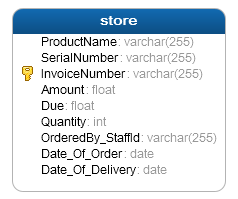 store
ProductName: varchar(255)
SerialNumber: varchar(255)
InvoiceNumber: varchar(255)
Amount: float
Due: float
Quantity: int
OrderedBy_StaffId: varchar(255)
Date_Of_Order: date
Date_Of_Delivery: date